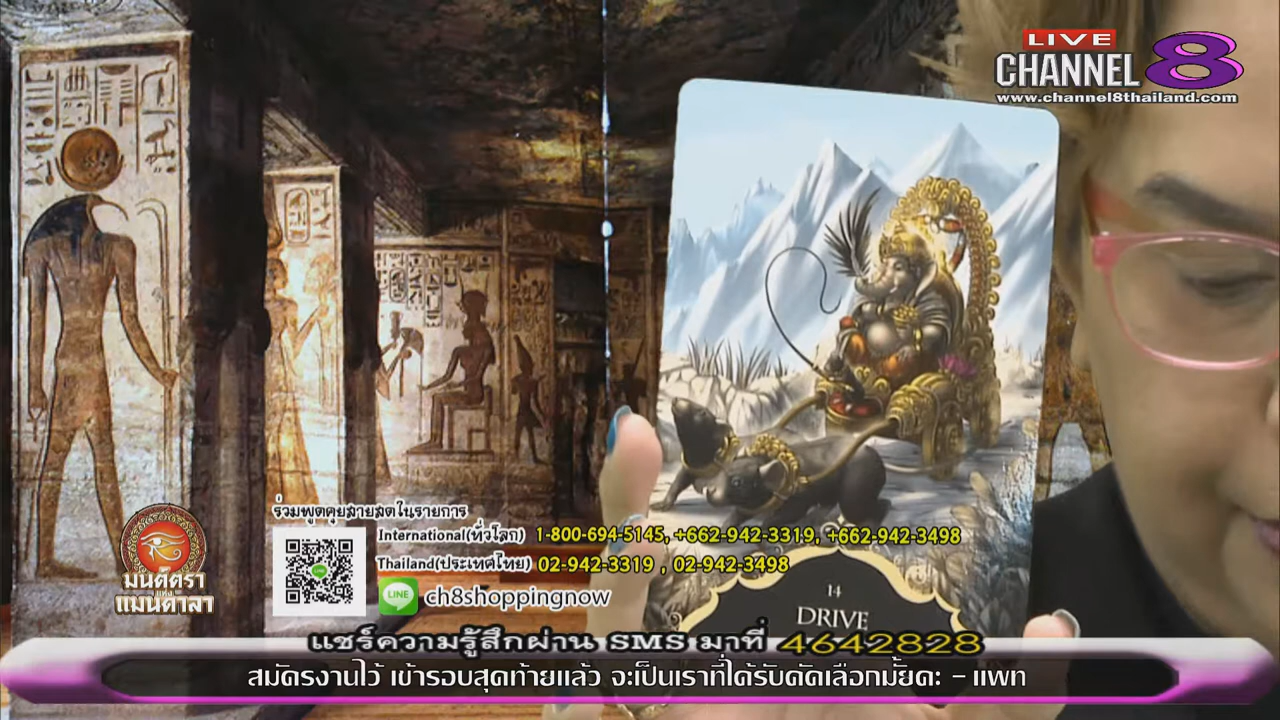 LIVE
CHANNEL 8
www.channel8thailand.com
ร่วมพูดคุยสายสดในรายการ
International(ทั่วโลก) 1-800-694-5145, +662-942-3319, +662-942-3498
Thailand(ประเทศไทย) 02-942-3319 , 02-942-3498
LINE ch8shoppingnow
มนต์ตรา
แห่ง
แมนดาลา
14
DRIVE
แชร์ความรู้สึกผ่าน SMS มาที่ 4642828
สมัครงานไว้ เข้ารอบสุดท้ายแล้ว จะเป็นเราที่ได้รับคัดเลือกมั้ยคะ - แพท